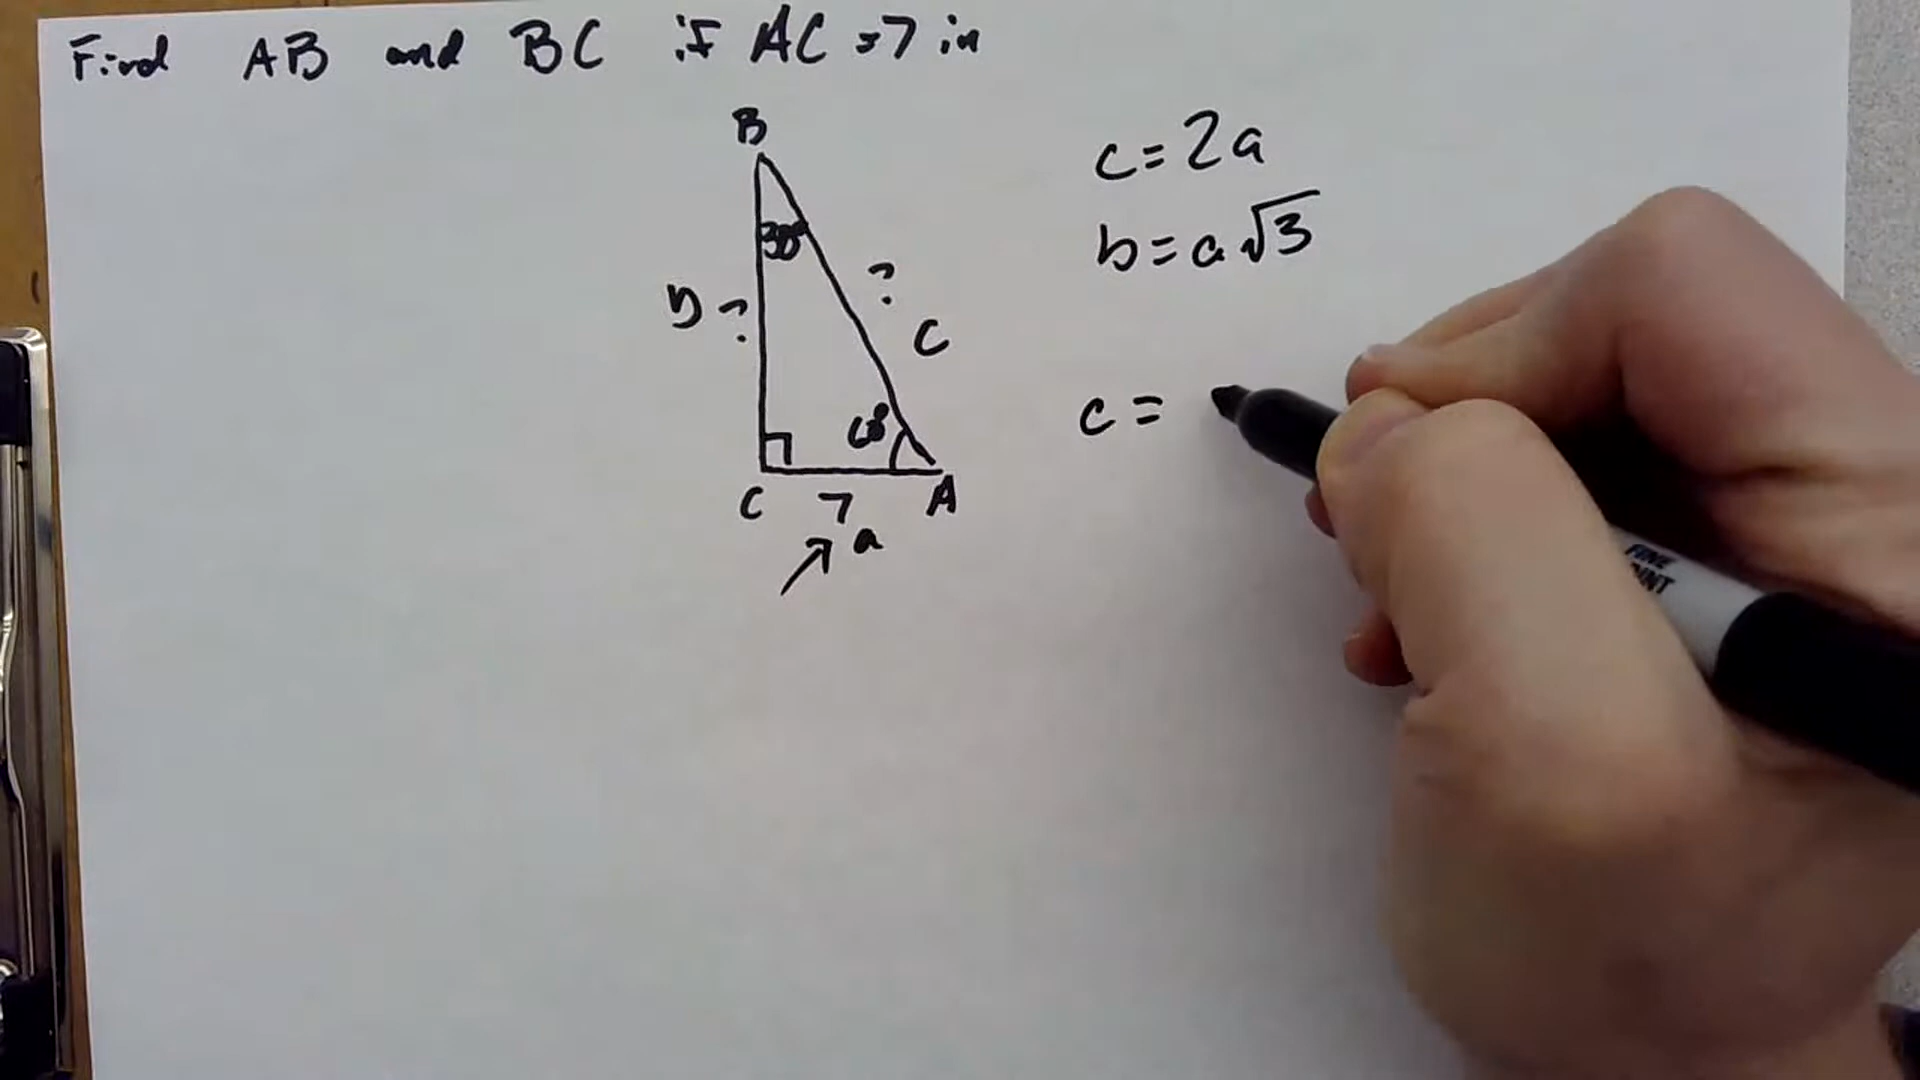 Find AB and BC if AC = 7 in
B
c = 2a
30°
b = a√3
b ?
?
c
c =
60°
C 7 A
a
FINE
POINT